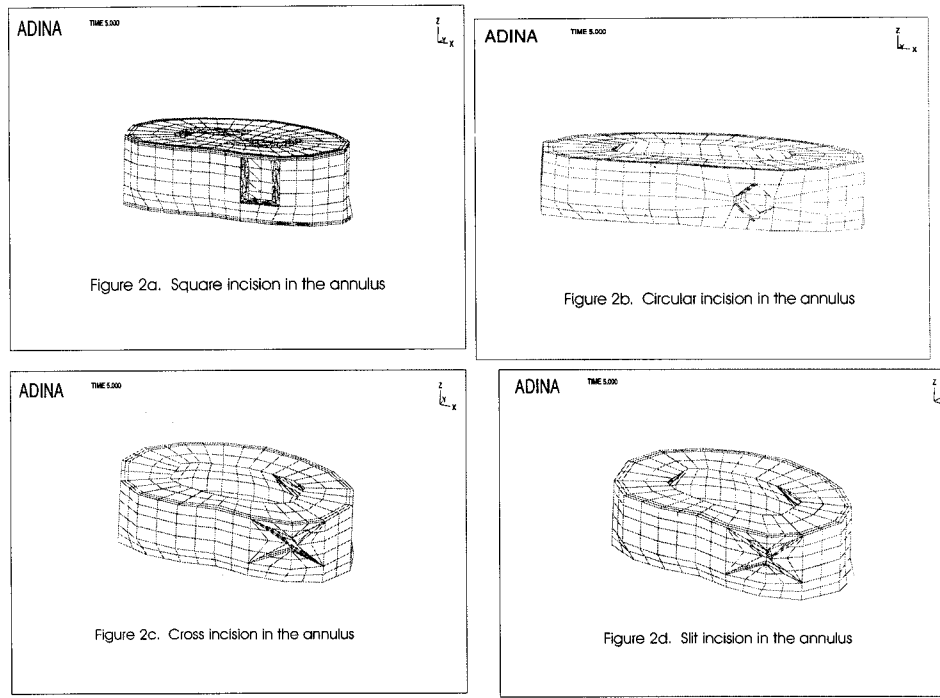 ADINA TIME 5.000
Z
Y X
Figure 2a. Square incision in the annulus
ADINA TIME 5.000
Z
Y X
Figure 2b. Circular incision in the annulus
ADINA TIME 5.000
Z
Y X
Figure 2c. Cross incision in the annulus
ADINA TIME 5.000
Z
Figure 2d. Slit incision in the annulus